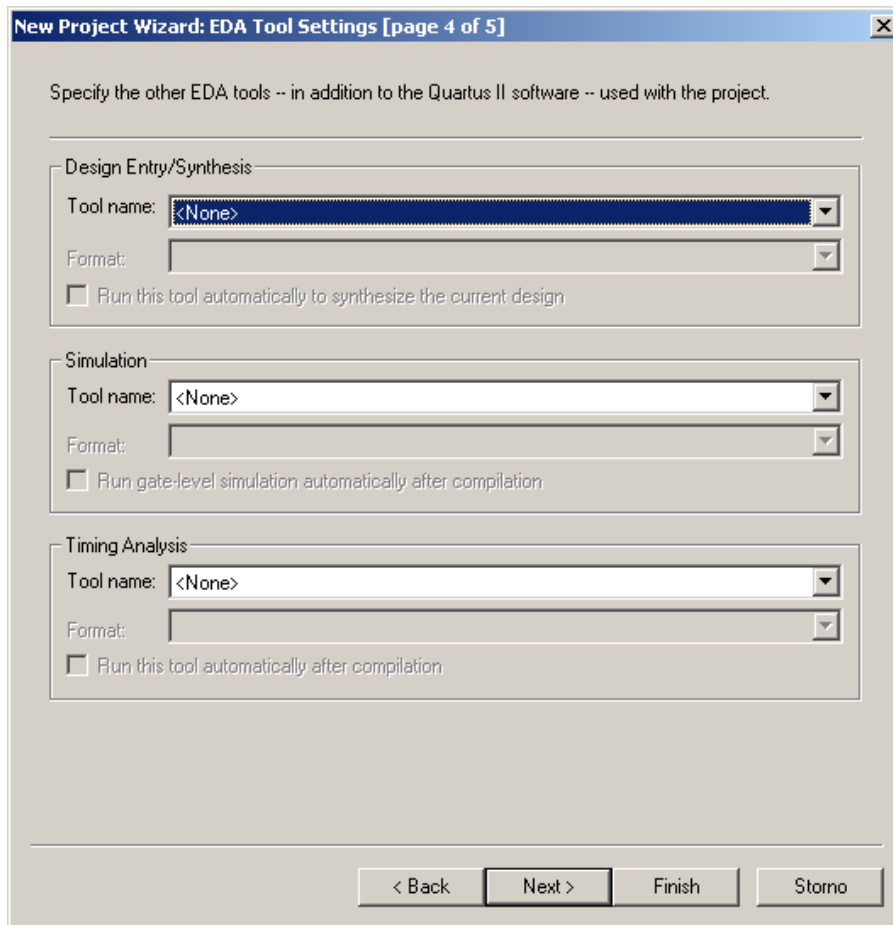 New Project Wizard: EDA Tool Settings [page 4 of 5]
Specify the other EDA tools -- in addition to the Quartus II software -- used with the project.
Design Entry/Synthesis
Tool name: <None>
Format:
Run this tool automatically to synthesize the current design
Simulation
Tool name: <None>
Format:
Run gate-level simulation automatically after compilation
Timing Analysis
Tool name: <None>
Format:
Run this tool automatically after compilation
< Back Next > Finish Storno